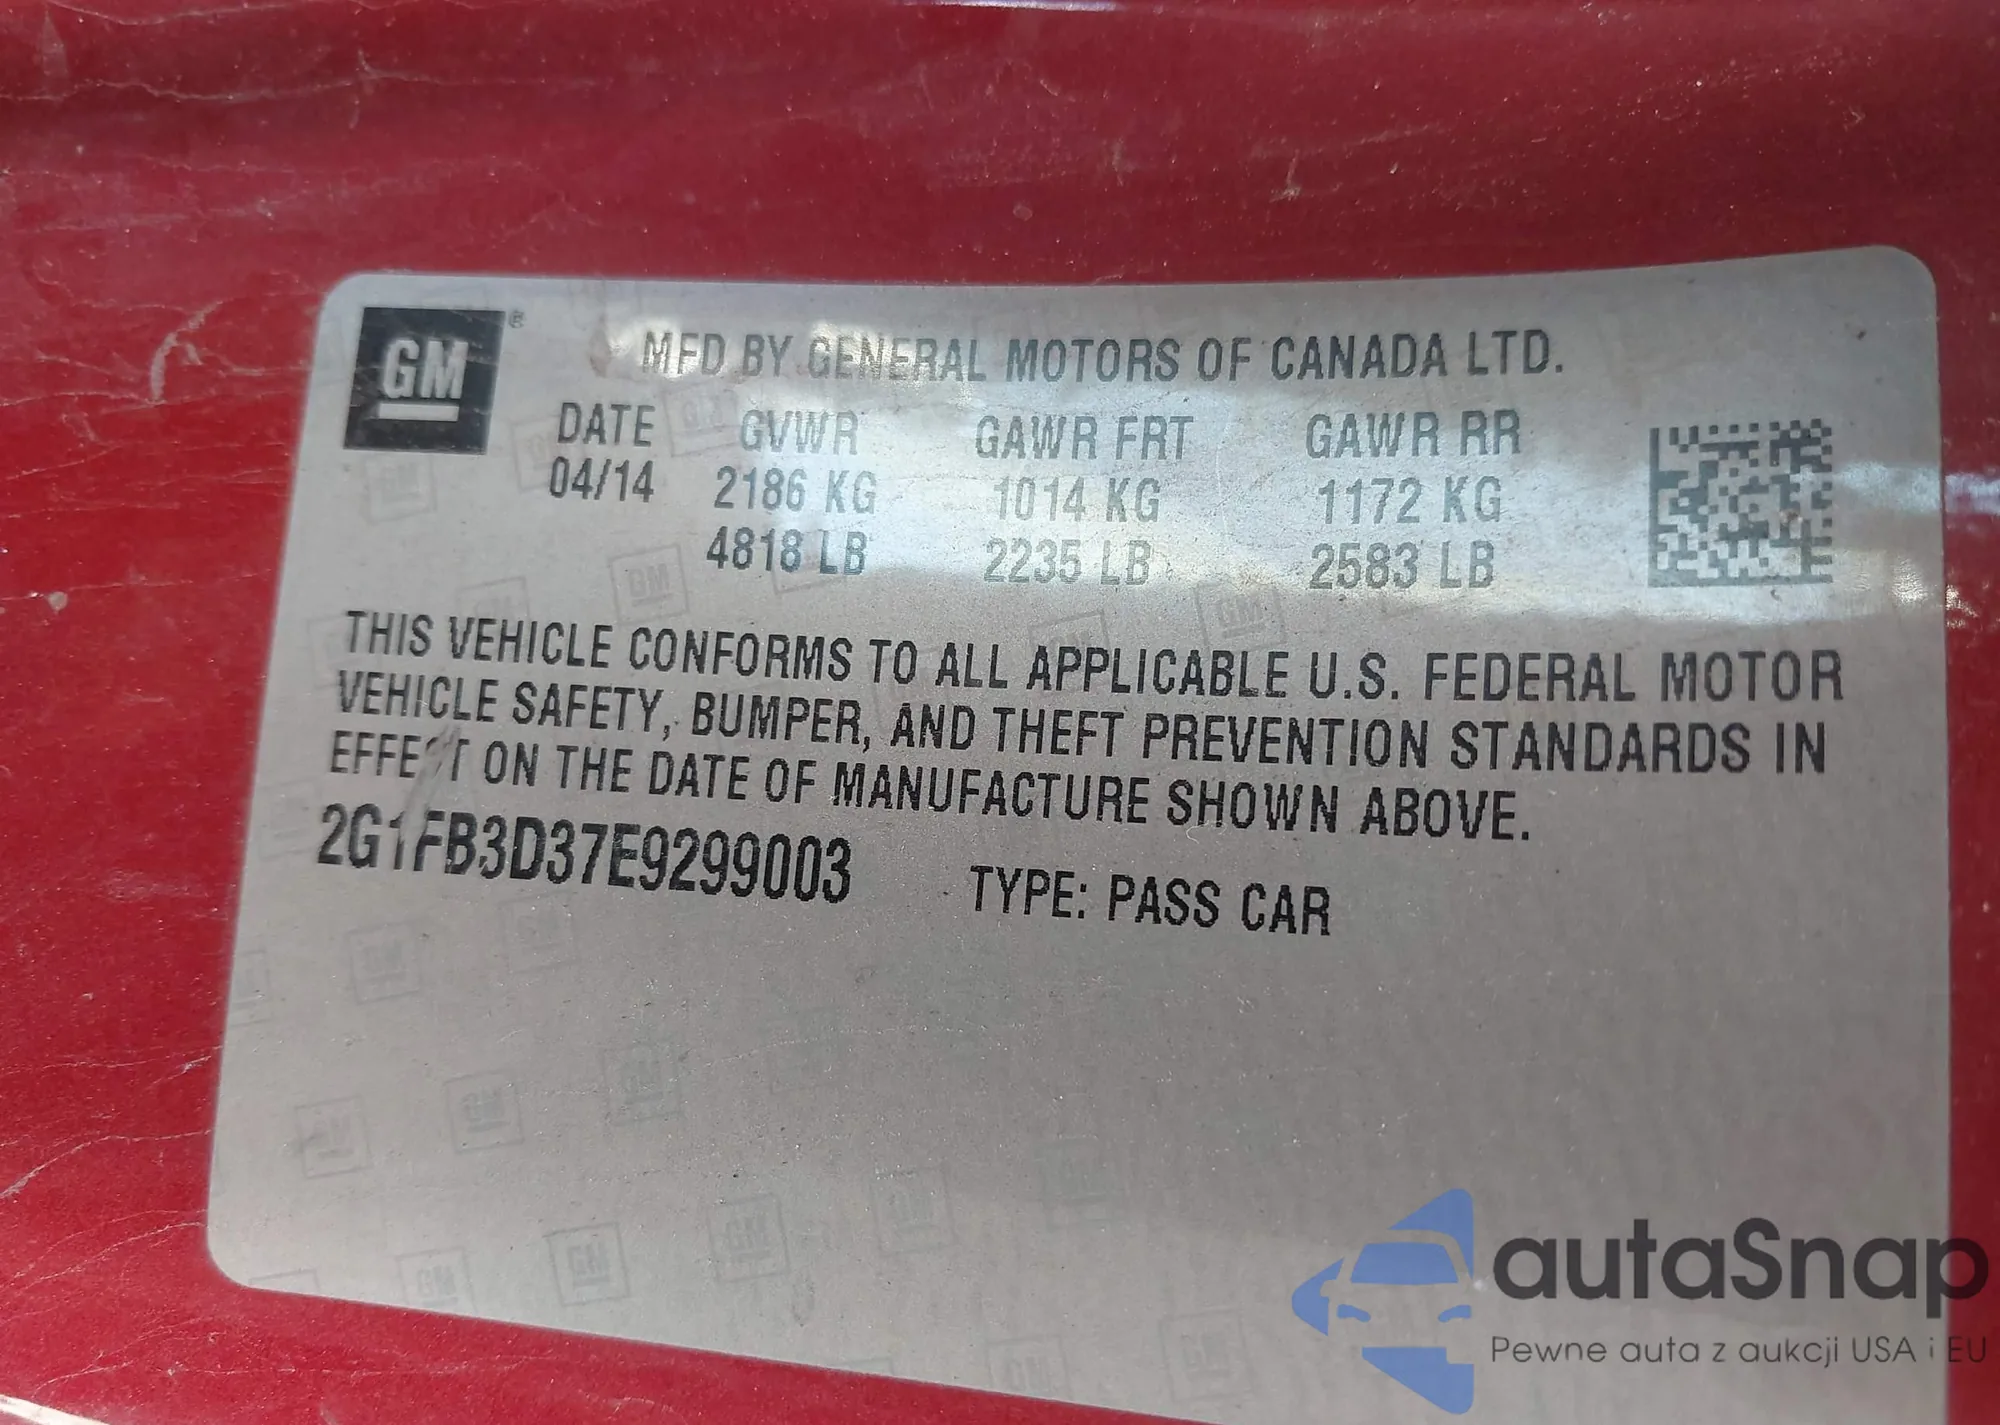 GM
MFD BY GENERAL MOTORS OF CANADA LTD.
DATE GVWR GAWR FRT GAWR RR
04/14 2186 KG 1014 KG 1172 KG
4818 LB 2235 LB 2583 LB
THIS VEHICLE CONFORMS TO ALL APPLICABLE U.S. FEDERAL MOTOR
VEHICLE SAFETY, BUMPER, AND THEFT PREVENTION STANDARDS IN
EFFECT ON THE DATE OF MANUFACTURE SHOWN ABOVE.
2G1FB3D37E9299003 TYPE: PASS CAR
autaSnap
Pewne auta z aukcji USA i EU